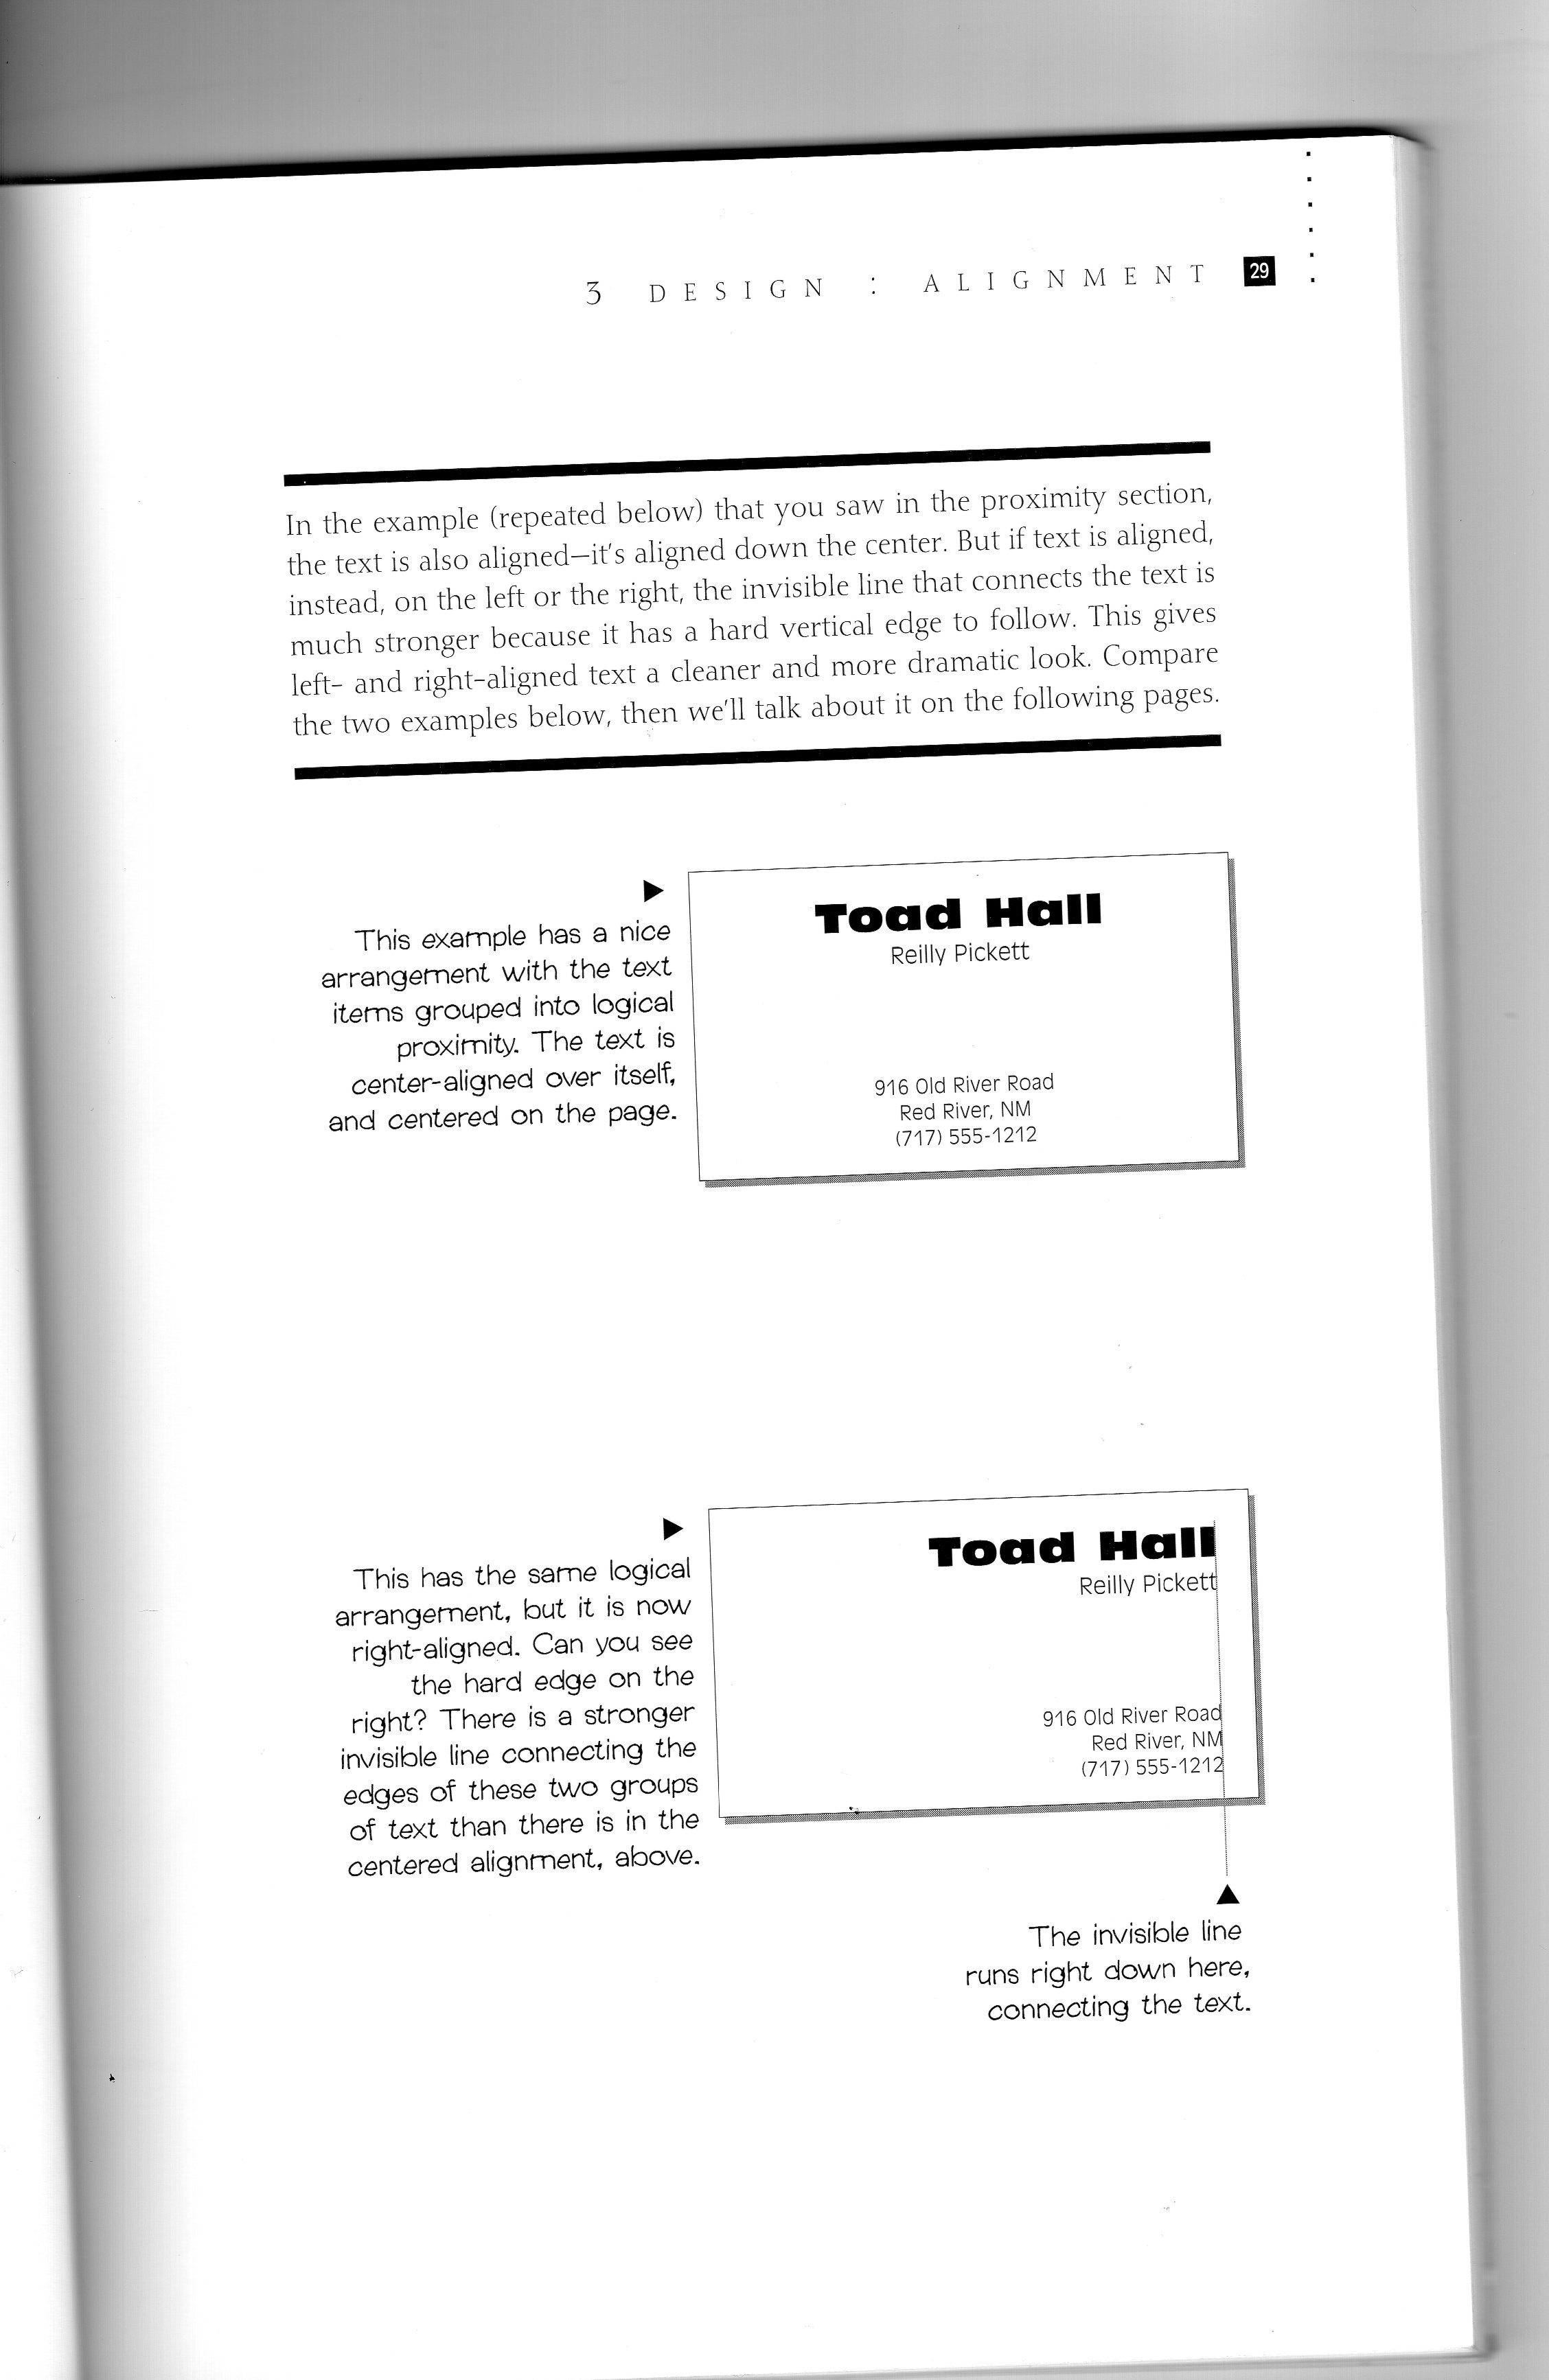 3 DESIGN : ALIGNMENT 29
In the example (repeated below) that you saw in the proximity section,
the text is also aligned—it's aligned down the center. But if text is aligned,
instead, on the left or the right, the invisible line that connects the text is
much stronger because it has a hard vertical edge to follow. This gives
left- and right-aligned text a cleaner and more dramatic look. Compare
the two examples below, then we'll talk about it on the following pages.
This example has a nice
arrangement with the text
items grouped into logical
proximity. The text is
center-aligned over itself,
and centered on the page.
Toad Hall
Reilly Pickett
916 Old River Road
Red River, NM
(717) 555-1212
This has the same logical
arrangement, but it is now
right-aligned. Can you see
the hard edge on the
right? There is a stronger
invisible line connecting the
edges of these two groups
of text than there is in the
centered alignment, above.
Toad Hall
Reilly Pickett
916 Old River Road
Red River, NM
(717) 555-1212
The invisible line
runs right down here,
connecting the text.